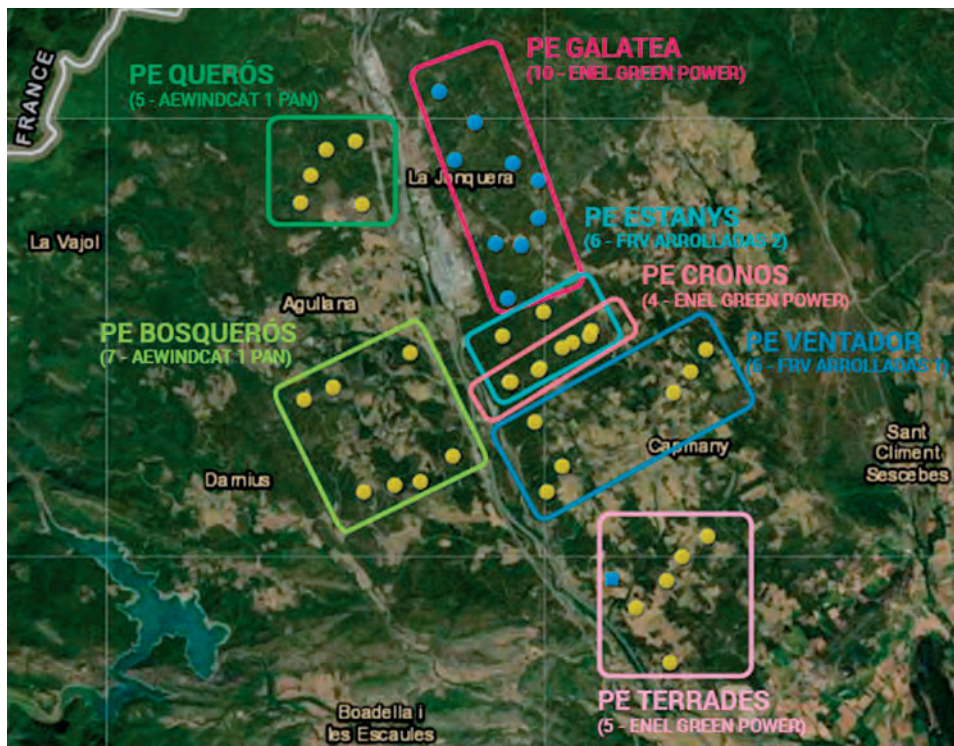 FRANCE
PE QUERÓS
(5 - AEWINDCAT 1 PAN)
PE GALATEA
(10 - ENEL GREEN POWER)
La Jonquera
La Vajol
PE ESTANYS
(6 - FRV ARROLLADAS 2)
PE CRONOS
(4 - ENEL GREEN POWER)
Agullana
PE BOSQUERÓS
(7 - AEWINDCAT 1 PAN)
PE VENTADOR
(6 - FRV ARROLLADAS 1)
Capmany
Sant
Climent
Sescebes
Darnius
PE TERRADES
(5 - ENEL GREEN POWER)
Boadella i
les Escaules